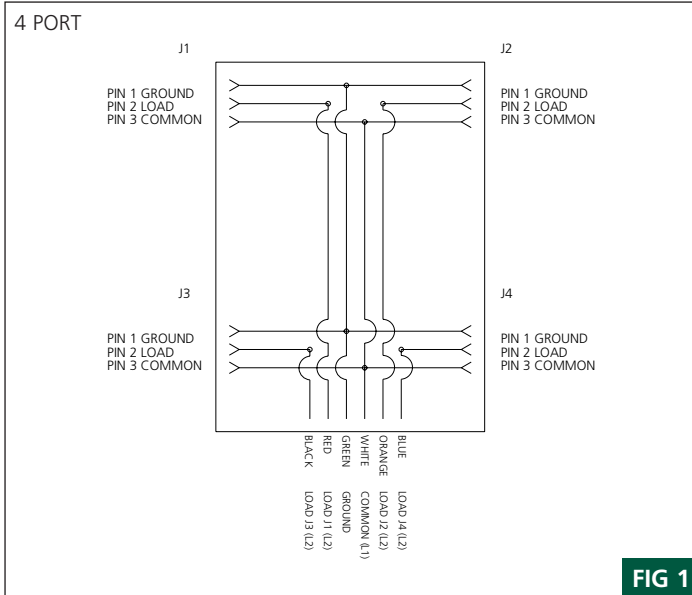 4 PORT
J1
J2
PIN 1 GROUND
PIN 2 LOAD
PIN 3 COMMON
PIN 1 GROUND
PIN 2 LOAD
PIN 3 COMMON
J3
J4
PIN 1 GROUND
PIN 2 LOAD
PIN 3 COMMON
PIN 1 GROUND
PIN 2 LOAD
PIN 3 COMMON
BLACK
RED
GREEN
WHITE
ORANGE
BLUE
LOAD J3 (L2)
LOAD J1 (L2)
GROUND
COMMON (L1)
LOAD J2 (L2)
LOAD J4 (L2)
FIG 1